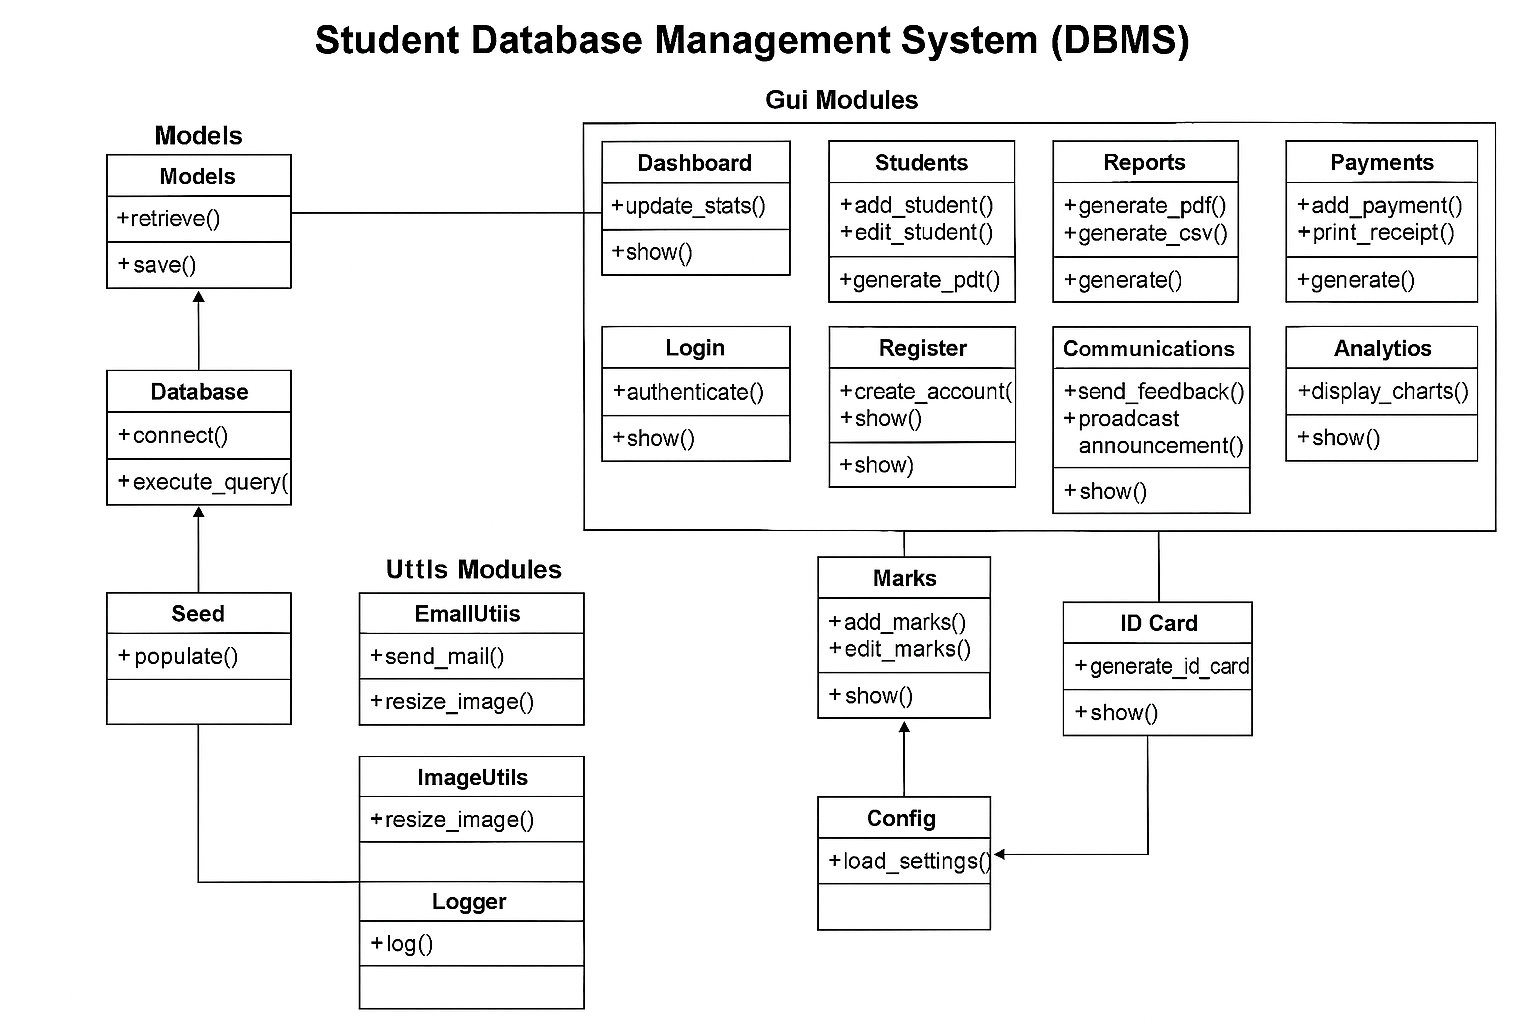 Student Database Management System (DBMS)
Models
Models
+retrieve()
+save()
Database
+connect()
+execute_query(
Seed
+populate()
Gui Modules
Dashboard
+update_stats()
+show()
Students
+add_student()
+edit_student()
+generate_pdt()
Reports
+generate_pdf()
+generate_csv()
+generate()
Payments
+add_payment()
+print_receipt()
+generate()
Login
+authenticate()
+show()
Register
+create_account(
+show()
+show)
Communications
+send_feedback()
+proadcast
announcement()
+show()
Analytios
+display_charts()
+show()
Uttls Modules
EmallUtiis
+send_mail()
+resize_image()
ImageUtils
+resize_image()
Logger
+log()
Marks
+add_marks()
+edit_marks()
+show()
ID Card
+generate_id_card
+show()
Config
+load_settings()